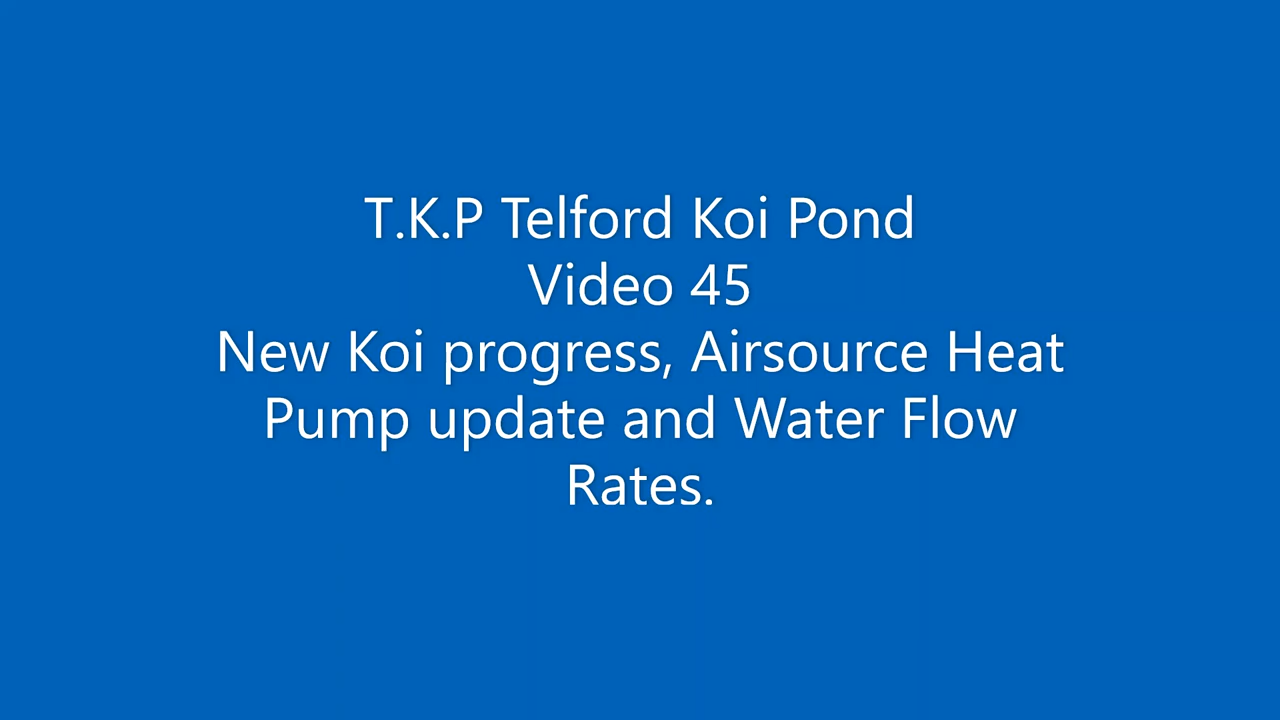 T.K.P Telford Koi Pond
Video 45
New Koi progress, Airsource Heat
Pump update and Water Flow
Rates.